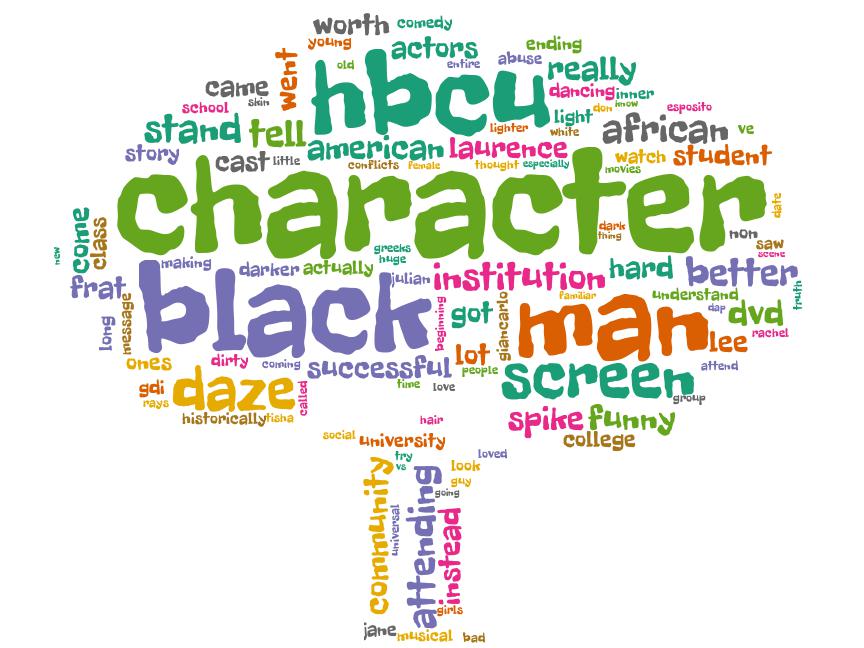 worth comedy
young actors ending
went old entire abuse really
came hbcu dancing inner
school skin don know esposito
stand tell light african ve
lighter white
story american laurence
cast little conflicts female thought especially watch student
movies
character
date
dark
thing
non
saw
scene
come class
new
greeks
huge
making darker actually julian institution hard better
frat black
familiar understand truth
long message beginning got giancarlo man dap dvd
rachel
lee
ones dirty coming successful lot people attend
gdi daze called time love screen group
rays
historically tisha
spike funny
hair
social university college
try
vs
loved
look
guy
community universal attending going instead
girls
jane musical bad